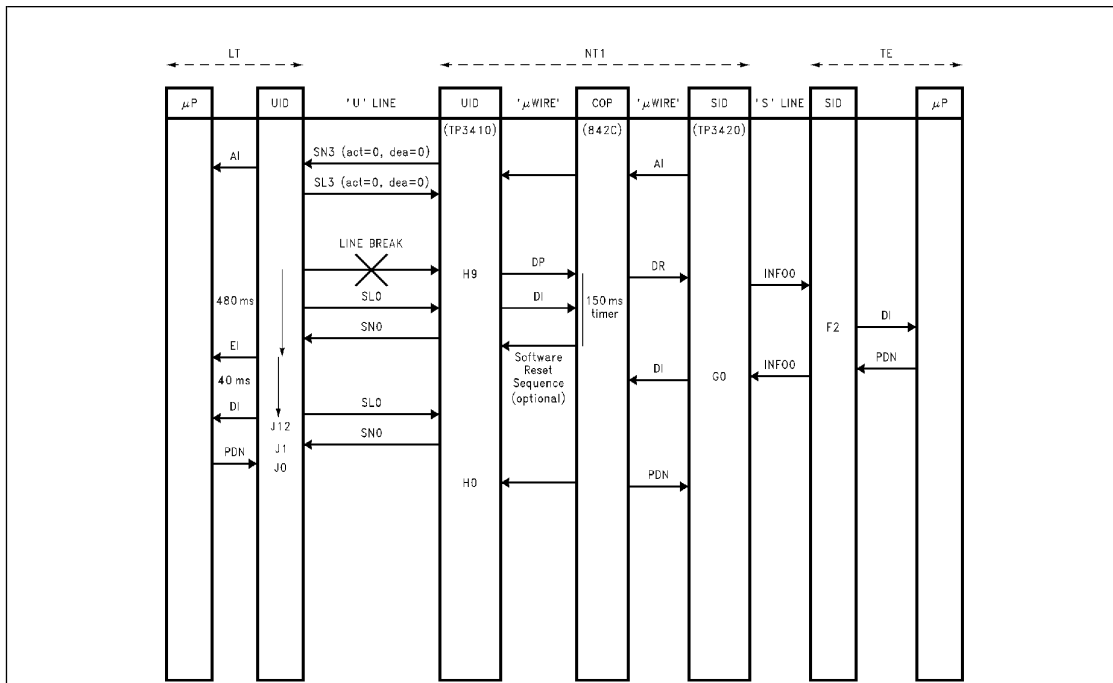 LT
NT1
TE
μP
UID
'U' LINE
UID
'μWIRE'
COP
'μWIRE'
SID
'S' LINE
SID
μP
(TP3410)
(842C)
(TP3420)
AI
SN3 (act=0, dea=0)
AI
SL3 (act=0, dea=0)
LINE BREAK
H9
DP
DR
INFO0
480 ms
SL0
DI
150 ms
timer
F2
DI
SN0
EI
Software
Reset
Sequence
(optional)
40 ms
DI
G0
INFO0
PDN
DI
SL0
J12
SN0
PDN
J1
J0
H0
PDN